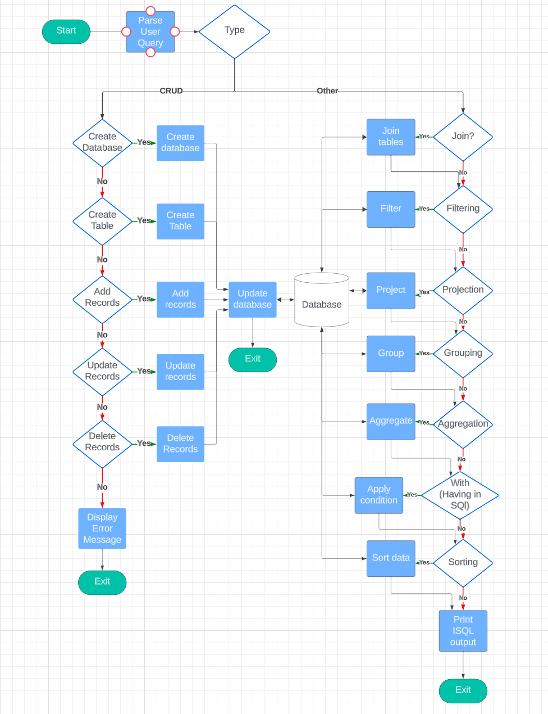 Start
Parse
User
Query
Type
CRUD
Other
Create
Database
Yes
Create
database
No
Create
Table
Yes
Create
Table
No
Add
Records
Yes
Add
records
No
Update
Records
Yes
Update
records
No
Delete
Records
Yes
Delete
Records
No
Display
Error
Message
Exit
Update
database
Exit
Database
Join
tables
Yes
Join?
No
Filter
Yes
Filtering
No
Project
Yes
Projection
No
Group
Yes
Grouping
No
Aggregate
Yes
Aggregation
No
Apply
condition
Yes
With
(Having in
SQl)
No
Sort data
Yes
Sorting
No
Print
ISQL
output
Exit